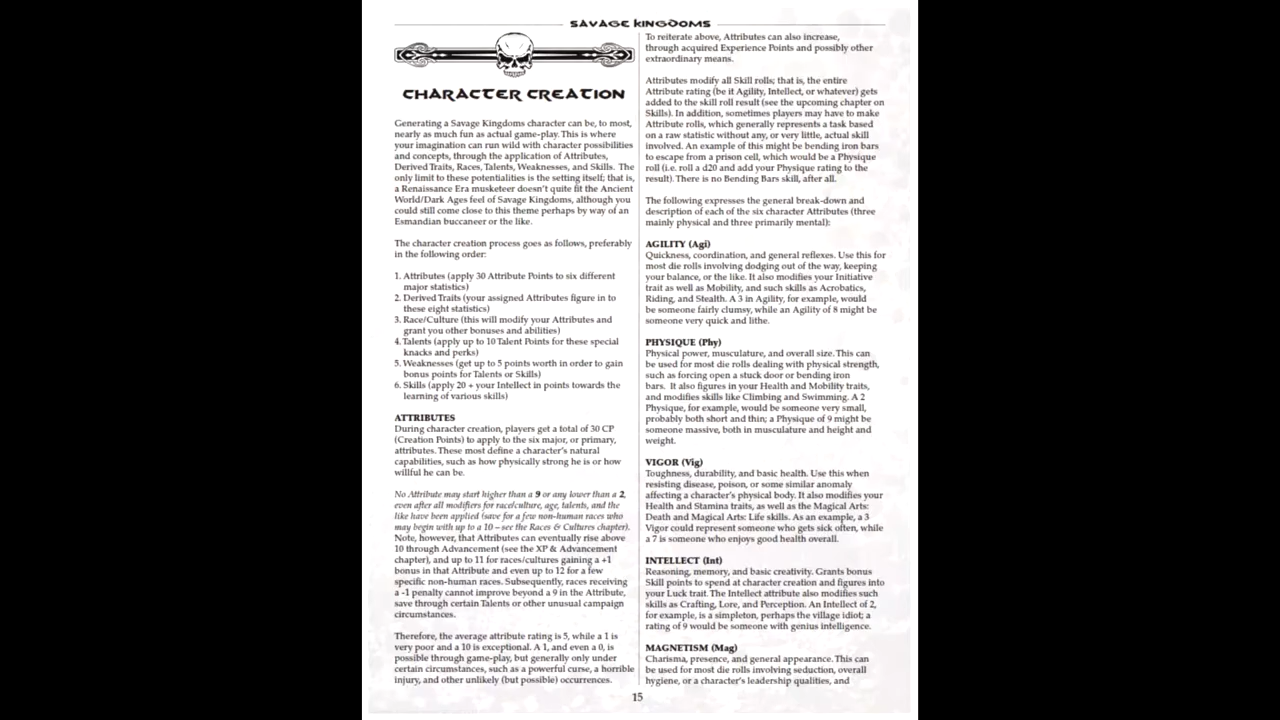 SAVAGE KINGDOMS
CHARACTER CREATION
Generating a Savage Kingdoms character can be, to most,
nearly as much fun as actual game-play. This is where
your imagination can run wild with character possibilities
and concepts, through the application of Attributes,
Derived Traits, Races, Talents, Weaknesses, and Skills. The
only limit to these potentialities is the setting itself; that is,
a Renaissance Era musketeer doesn't quite fit the Ancient
World/Dark Ages feel of Savage Kingdoms, although you
could still come close to this theme perhaps by way of an
Esmandian buccaneer or the like.
The character creation process goes as follows, preferably
in the following order:
1. Attributes (apply 30 Attribute Points to six different
major statistics)
2. Derived Traits (your assigned Attributes figure in to
these eight statistics)
3. Race/Culture (this will modify your Attributes and
grant you other bonuses and abilities)
4. Talents (apply up to 10 Talent Points for these special
knacks and perks)
5. Weaknesses (get up to 5 points worth in order to gain
bonus points for Talents or Skills)
6. Skills (apply 20 + your Intellect in points towards the
learning of various skills)
ATTRIBUTES
During character creation, players get a total of 30 CP
(Creation Points) to apply to the six major, or primary,
attributes. These most define a character's natural
capabilities, such as how physically strong he is or how
willful he can be.
No Attribute may start higher than a 9 or any lower than a 2,
even after all modifiers for race/culture, age, talents, and the
like have been applied (save for a few non-human races who
may begin with up to a 10 – see the Races & Cultures chapter).
Note, however, that Attributes can eventually rise above
10 through Advancement (see the XP & Advancement
chapter), and up to 11 for races/cultures gaining a +1
bonus in that Attribute and even up to 12 for a few
specific non-human races. Subsequently, races receiving
a -1 penalty cannot improve beyond a 9 in the Attribute,
save through certain Talents or other unusual campaign
circumstances.
Therefore, the average attribute rating is 5, while a 1 is
very poor and a 10 is exceptional. A 1, and even a 0, is
possible through game-play, but generally only under
certain circumstances, such as a powerful curse, a horrible
injury, and other unlikely (but possible) occurrences.
To reiterate above, Attributes can also increase,
through acquired Experience Points and possibly other
extraordinary means.
Attributes modify all Skill rolls; that is, the entire
Attribute rating (be it Agility, Intellect, or whatever) gets
added to the skill roll result (see the upcoming chapter on
Skills). In addition, sometimes players may have to make
Attribute rolls, which generally represents a task based
on a raw statistic without any, or very little, actual skill
involved. An example of this might be bending iron bars
to escape from a prison cell, which would be a Physique
roll (i.e. roll a d20 and add your Physique rating to the
result). There is no Bending Bars skill, after all.
The following expresses the general break-down and
description of each of the six character Attributes (three
mainly physical and three primarily mental):
AGILITY (Agi)
Quickness, coordination, and general reflexes. Use this for
most die rolls involving dodging out of the way, keeping
your balance, or the like. It also modifies your Initiative
trait as well as Mobility, and such skills as Acrobatics,
Riding, and Stealth. A 3 in Agility, for example, would
be someone fairly clumsy, while an Agility of 8 might be
someone very quick and lithe.
PHYSIQUE (Phy)
Physical power, musculature, and overall size. This can
be used for most die rolls dealing with physical strength,
such as forcing open a stuck door or bending iron
bars. It also figures in your Health and Mobility traits,
and modifies skills like Climbing and Swimming. A 2
Physique, for example, would be someone very small,
probably both short and thin; a Physique of 9 might be
someone massive, both in musculature and height and
weight.
VIGOR (Vig)
Toughness, durability, and basic health. Use this when
resisting disease, poison, or some similar anomaly
affecting a character's physical body. It also modifies your
Health and Stamina traits, as well as the Magical Arts:
Death and Magical Arts: Life skills. As an example, a 3
Vigor could represent someone who gets sick often, while
a 7 is someone who enjoys good health overall.
INTELLECT (Int)
Reasoning, memory, and basic creativity. Grants bonus
Skill points to spend at character creation and figures into
your Luck trait. The Intellect attribute also modifies such
skills as Crafting, Lore, and Perception. An Intellect of 2,
for example, is a simpleton, perhaps the village idiot; a
rating of 9 would be someone with genius intelligence.
MAGNETISM (Mag)
Charisma, presence, and general appearance. This can
be used for most die rolls involving seduction, overall
hygiene, or a character's leadership qualities, and
15